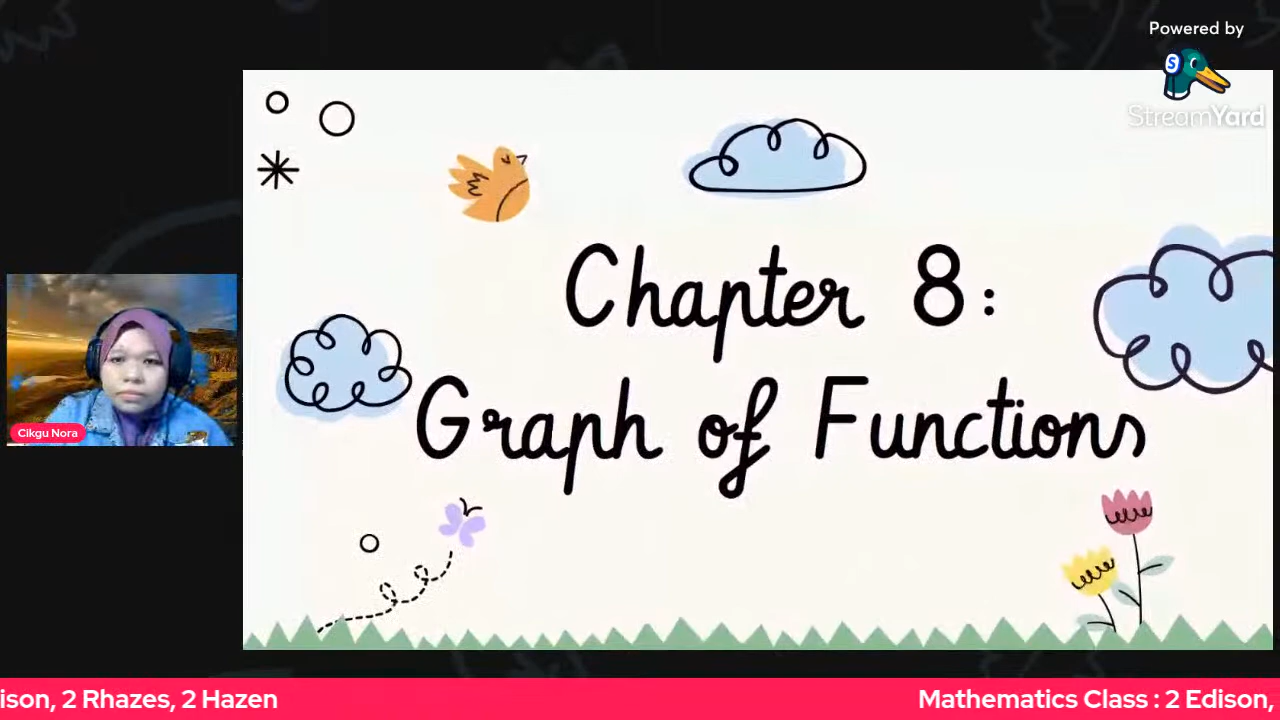 Powered by
StreamYard
Chapter 8:
Graph of Functions
Cikgu Nora
ison, 2 Rhazes, 2 Hazen
Mathematics Class : 2 Edison,